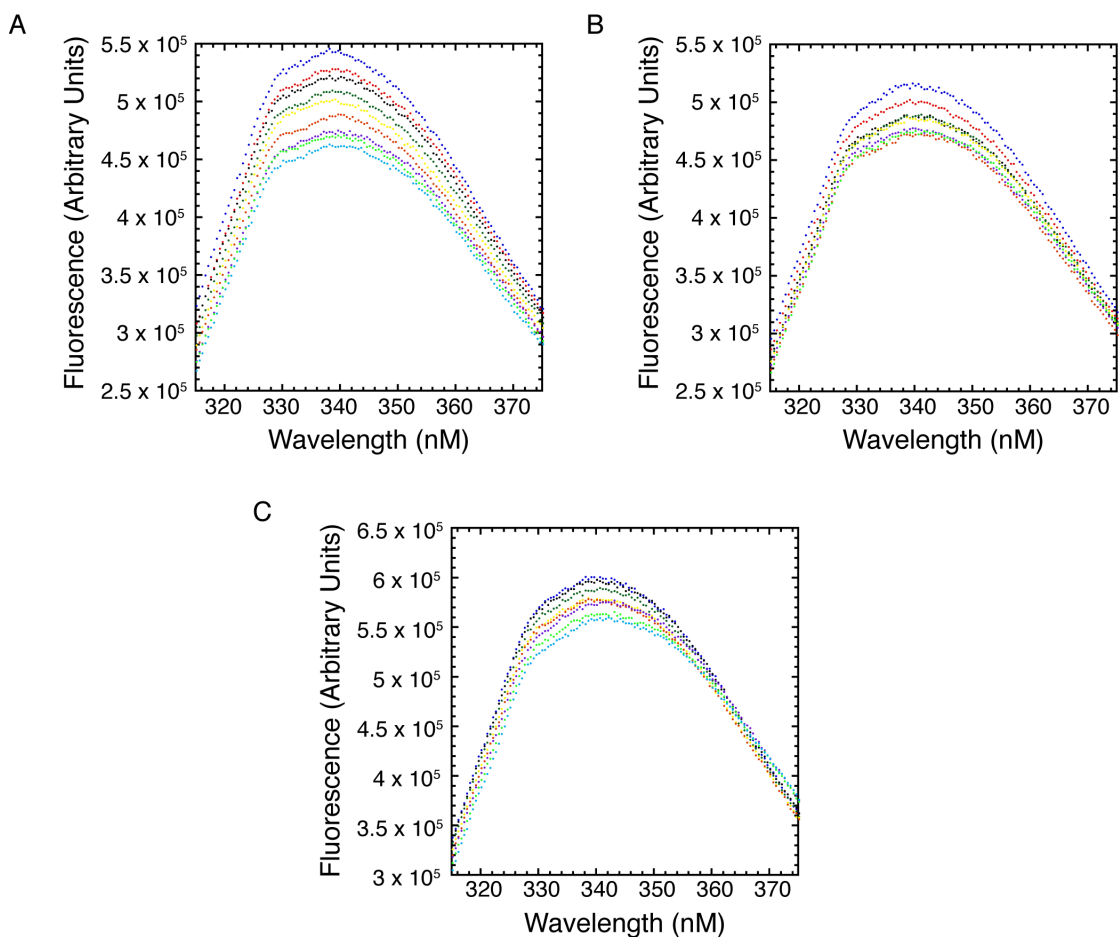 A
Fluorescence (Arbitrary Units)
5.5 x 10⁵
5 x 10⁵
4.5 x 10⁵
4 x 10⁵
3.5 x 10⁵
3 x 10⁵
2.5 x 10⁵
320 330 340 350 360 370
Wavelength (nM)
B
Fluorescence (Arbitrary Units)
5.5 x 10⁵
5 x 10⁵
4.5 x 10⁵
4 x 10⁵
3.5 x 10⁵
3 x 10⁵
2.5 x 10⁵
320 330 340 350 360 370
Wavelength (nM)
C
Fluorescence (Arbitrary Units)
6.5 x 10⁵
6 x 10⁵
5.5 x 10⁵
5 x 10⁵
4.5 x 10⁵
4 x 10⁵
3.5 x 10⁵
3 x 10⁵
320 330 340 350 360 370
Wavelength (nM)